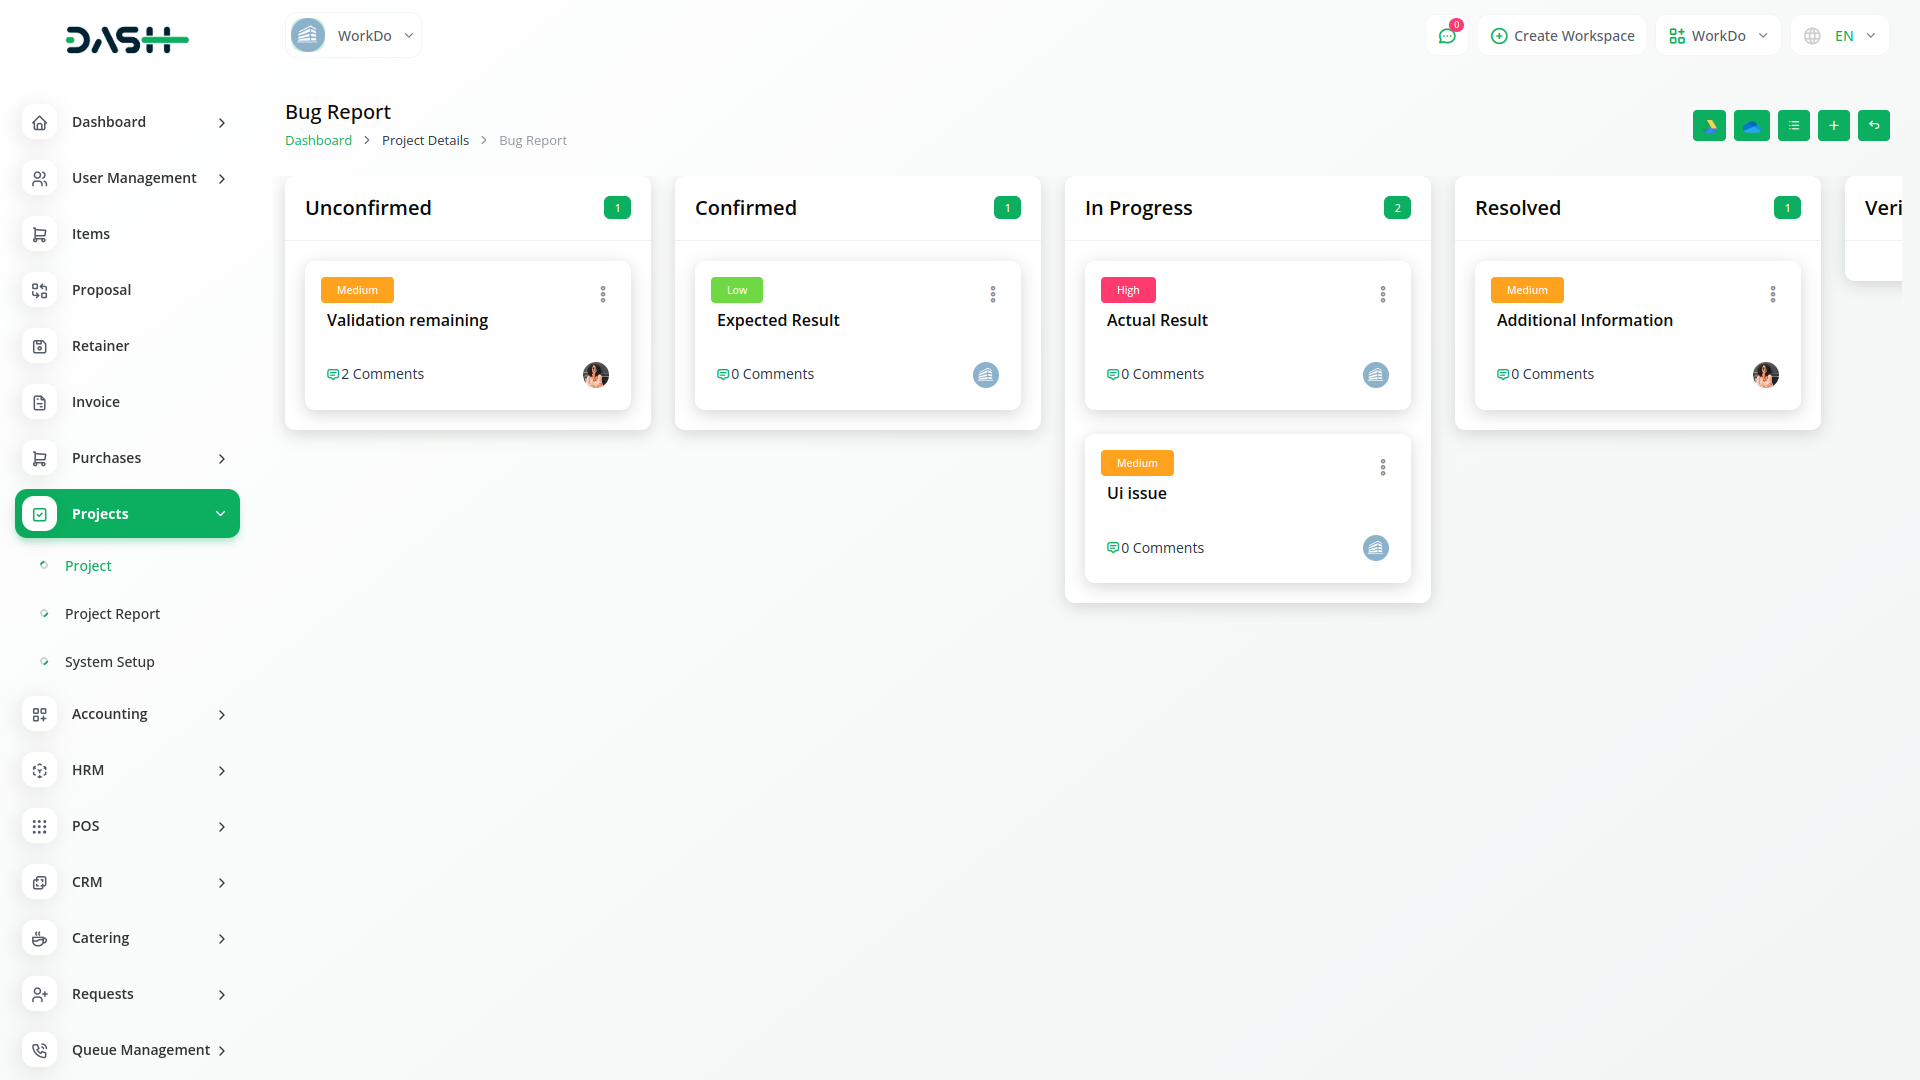 DASH
WorkDo
0
Create Workspace
WorkDo
EN
Dashboard
User Management
Items
Proposal
Retainer
Invoice
Purchases
Projects
Project
Project Report
System Setup
Accounting
HRM
POS
CRM
Catering
Requests
Queue Management
Bug Report
Dashboard > Project Details > Bug Report
Unconfirmed 1
Medium
Validation remaining
2 Comments
Confirmed 1
Low
Expected Result
0 Comments
In Progress 2
High
Actual Result
0 Comments
Medium
Ui issue
0 Comments
Resolved 1
Medium
Additional Information
0 Comments
Veri